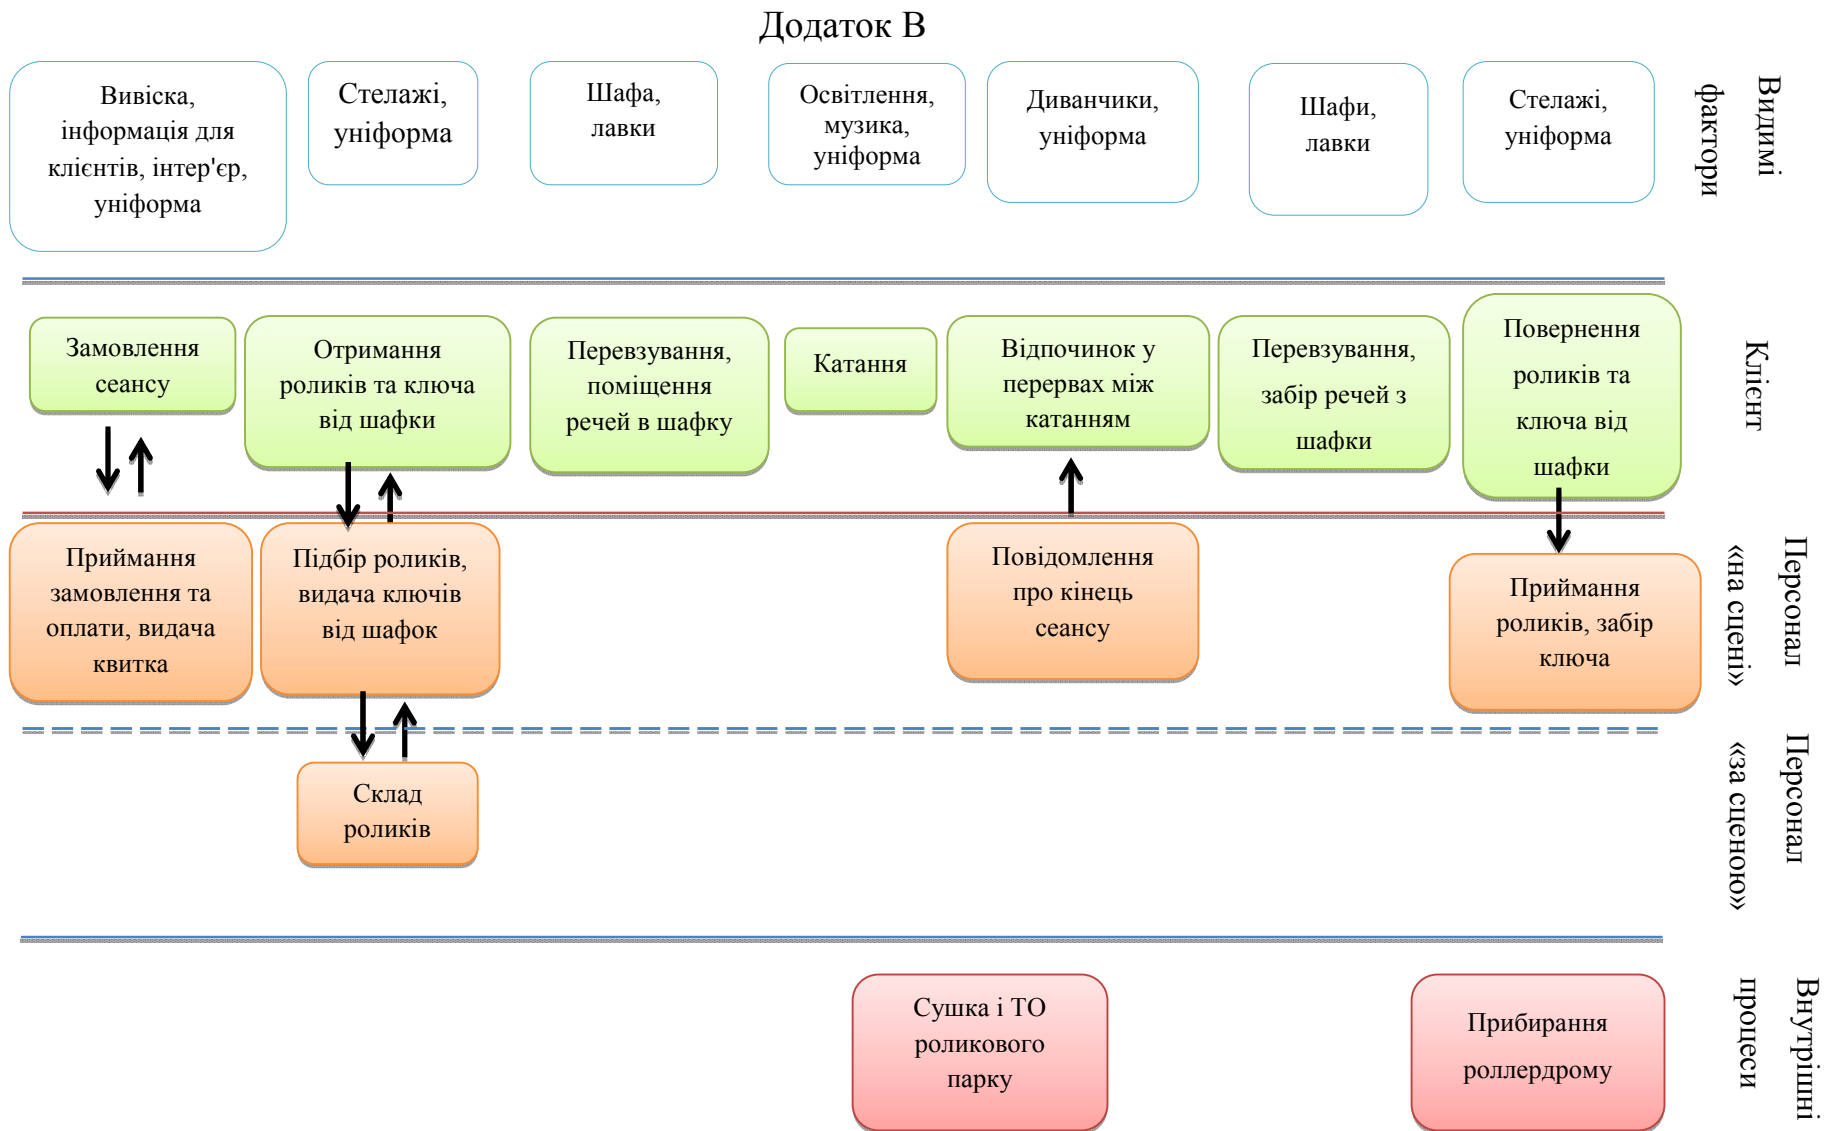 Додаток В
Вивіска,
інформація для
клієнтів, інтер'єр,
уніформа
Стелажі,
уніформа
Шафа,
лавки
Освітлення,
музика,
уніформа
Диванчики,
уніформа
Шафи,
лавки
Стелажі,
уніформа
Видимі
фактори
Замовлення
сеансу
Отримання
роликів та ключа
від шафки
Перевзування,
поміщення
речей в шафку
Катання
Відпочинок у
перервах між
катанням
Перевзування,
забір речей з
шафки
Повернення
роликів та
ключа від
шафки
Клієнт
Приймання
замовлення та
оплати, видача
квитка
Підбір роликів,
видача ключів
від шафок
Повідомлення
про кінець
сеансу
Приймання
роликів, забір
ключа
Персонал
«на сцені»
Склад
роликів
Персонал
«за сценою»
Сушка і ТО
роликового
парку
Прибирання
роллердрому
Внутрішні
процеси